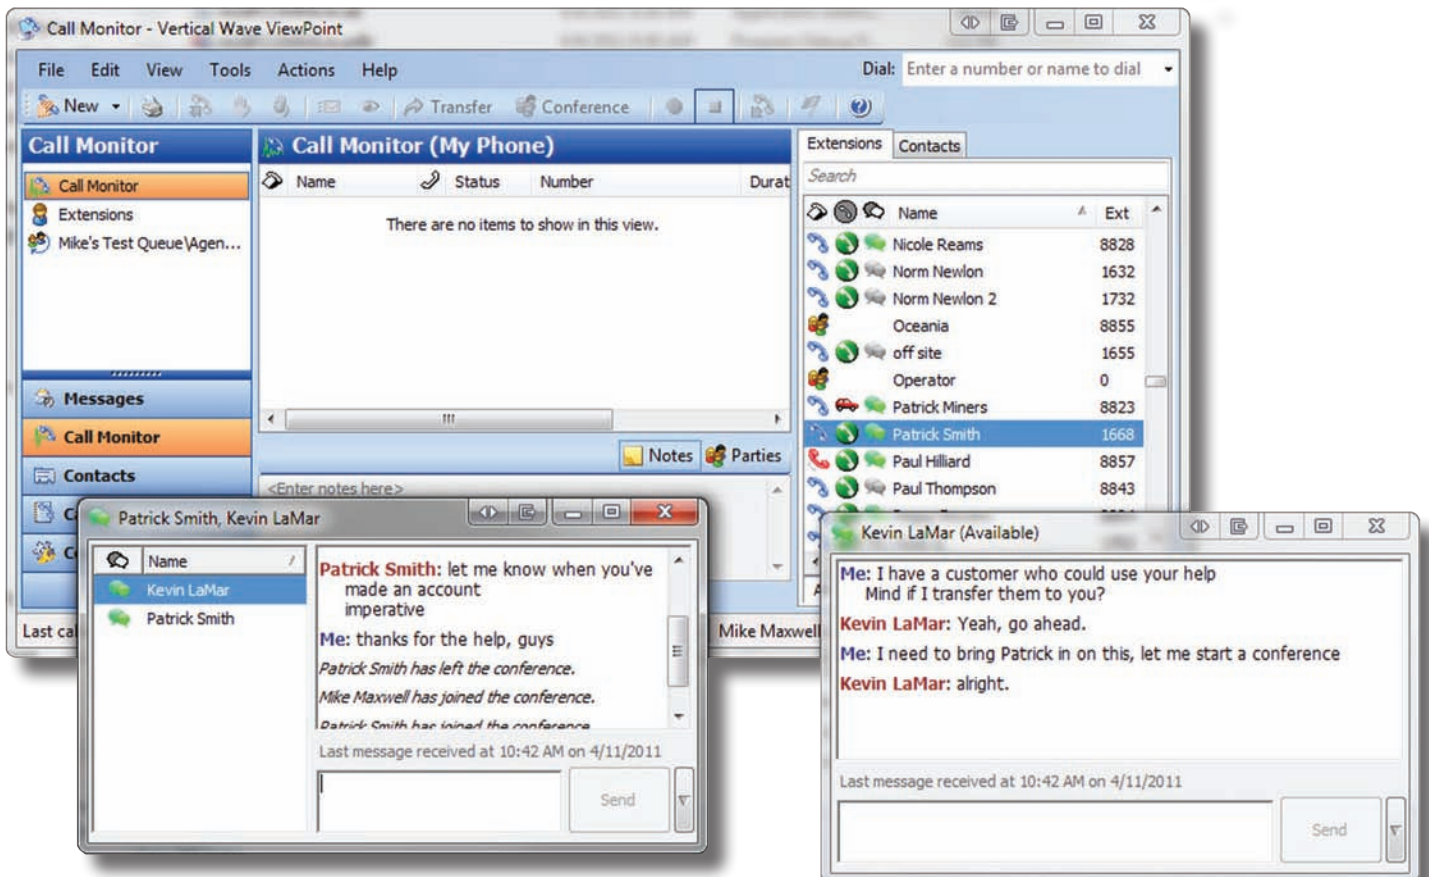 Call Monitor - Vertical Wave ViewPoint
File Edit View Tools Actions Help
Dial: Enter a number or name to dial
New Transfer Conference
Call Monitor
Call Monitor
Extensions
Mike's Test Queue\Agen...
Messages
Call Monitor
Contacts
Call Monitor (My Phone)
Name Status Number Durat
There are no items to show in this view.
Notes Parties
<Enter notes here>
Extensions Contacts
Search
Name Ext
Nicole Reams 8828
Norm Newlon 1632
Norm Newlon 2 1732
Oceania 8855
off site 1655
Operator 0
Patrick Miners 8823
Patrick Smith 1668
Paul Hilliard 8857
Paul Thompson 8843
Last cal
Mike Maxwell
Patrick Smith, Kevin LaMar
Name
Kevin LaMar
Patrick Smith
Patrick Smith: let me know when you've
made an account
imperative
Me: thanks for the help, guys
Patrick Smith has left the conference.
Mike Maxwell has joined the conference.
Patrick Smith has joined the conference.
Last message received at 10:42 AM on 4/11/2011
Send
Kevin LaMar (Available)
Me: I have a customer who could use your help
Mind if I transfer them to you?
Kevin LaMar: Yeah, go ahead.
Me: I need to bring Patrick in on this, let me start a conference
Kevin LaMar: alright.
Last message received at 10:42 AM on 4/11/2011
Send